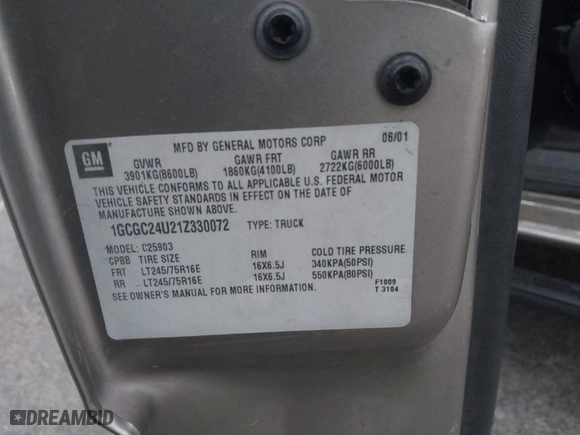 GM
MFD BY GENERAL MOTORS CORP 06/01
GVWR GAWR FRT GAWR RR
3901KG(8600LB) 1860KG(4100LB) 2722KG(6000LB)
THIS VEHICLE CONFORMS TO ALL APPLICABLE U.S. FEDERAL MOTOR
VEHICLE SAFETY STANDARDS IN EFFECT ON THE DATE OF
MANUFACTURE SHOWN ABOVE.
1GCGC24U21Z330072 TYPE: TRUCK
MODEL: C25903
CPBB TIRE SIZE RIM COLD TIRE PRESSURE
FRT LT245/75R16E 16X6.5J 340KPA(50PSI)
RR LT245/75R16E 16X6.5J 550KPA(80PSI)
SEE OWNER'S MANUAL FOR MORE INFORMATION.
F1009
T 3104
DREAMBID